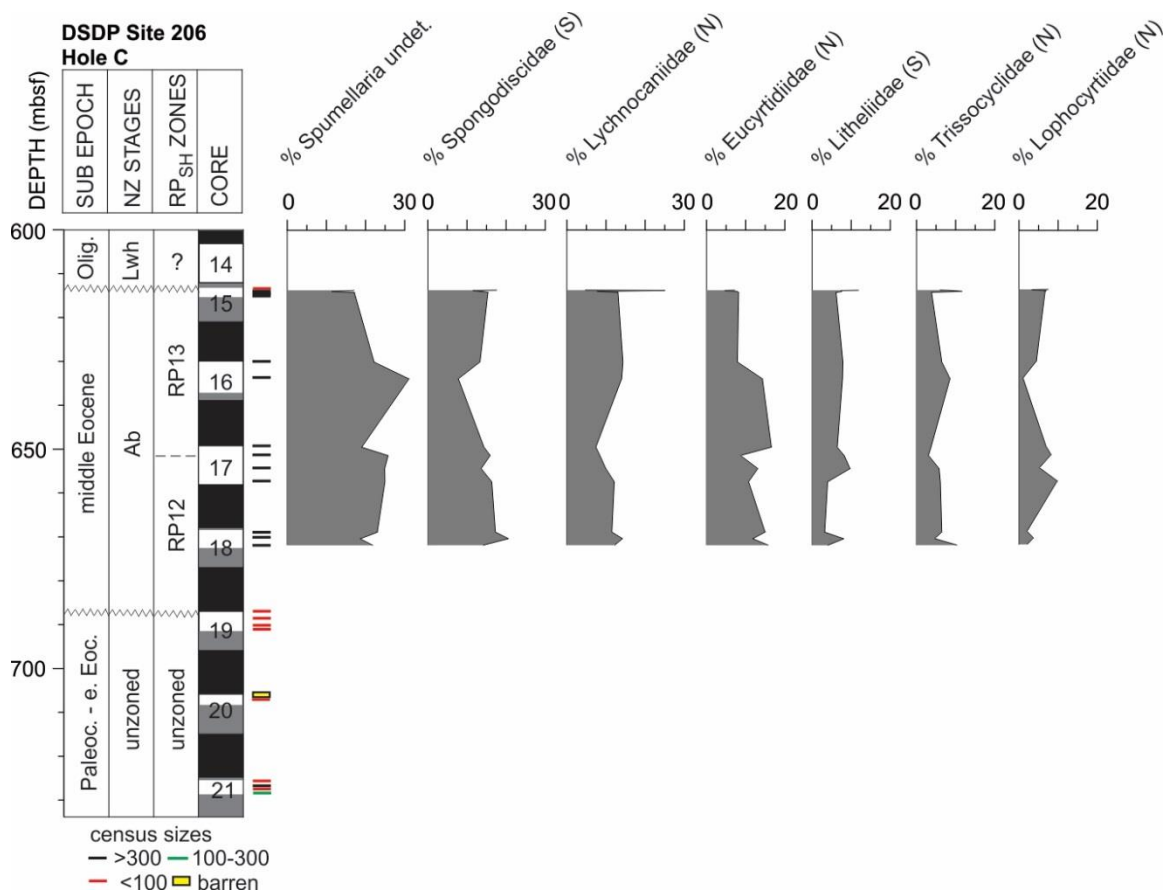 DSDP Site 206
Hole C
DEPTH (mbsf)
SUB EPOCH
NZ STAGES
RPSH ZONES
CORE
% Spumellaria undet.
% Spongodiscidae (S)
% Lychnocaniidae (N)
% Eucyrtidiidae (N)
% Litheliidae (S)
% Trissocyclidae (N)
% Lophocyrtiidae (N)
0 30 0 30 0 30 0 20 0 20 0 20 0 20
600
650
700
Olig.
middle Eocene
Paleoc. - e. Eoc.
Lwh
Ab
unzoned
?
RP13
RP12
unzoned
14
15
16
17
18
19
20
21
census sizes
>300 100-300
<100 barren